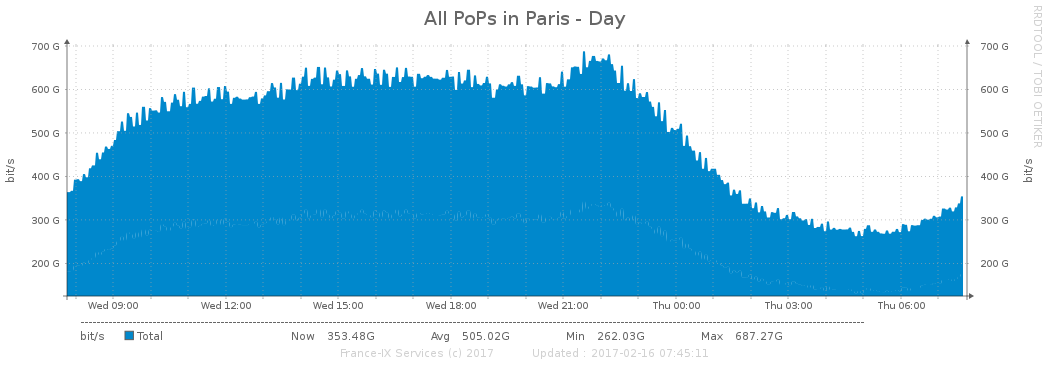 All PoPs in Paris - Day
RRDTOOL / TOBI OETIKER
700 G 700 G
600 G 600 G
500 G 500 G
400 G 400 G
300 G 300 G
200 G 200 G
bit/s bit/s
Wed 09:00 Wed 12:00 Wed 15:00 Wed 18:00 Wed 21:00 Thu 00:00 Thu 03:00 Thu 06:00
bit/s Total Now 353.48G Avg 505.02G Min 262.03G Max 687.27G
France-IX Services (c) 2017 Updated : 2017-02-16 07:45:11